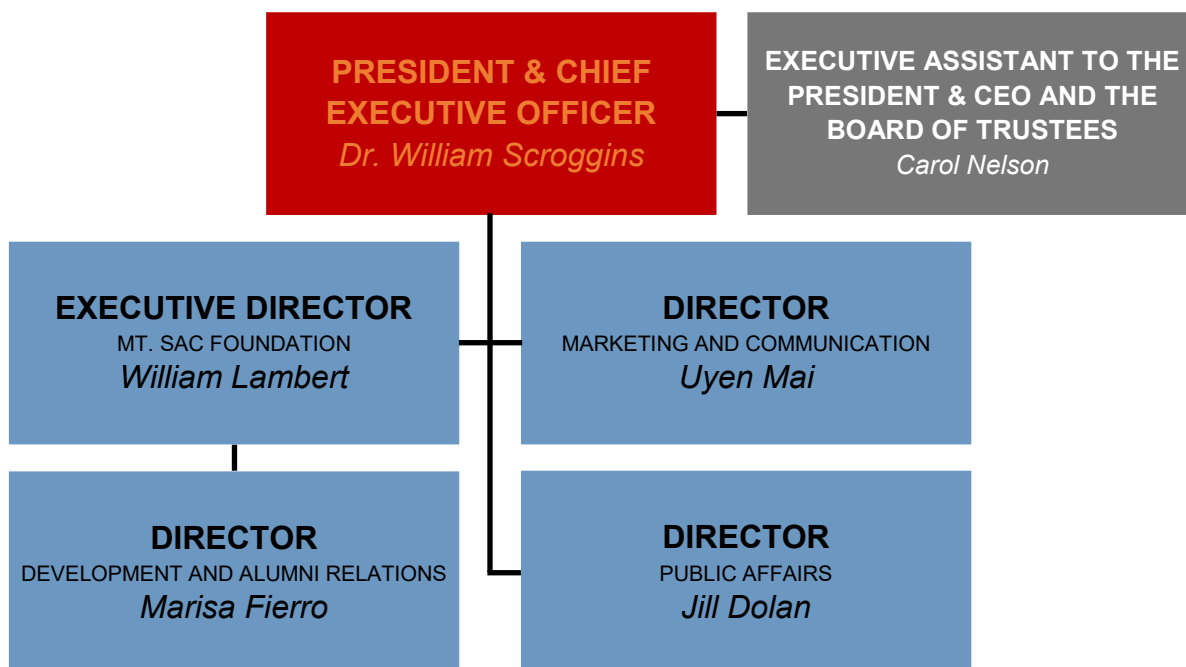 PRESIDENT & CHIEF
EXECUTIVE OFFICER
Dr. William Scroggins
EXECUTIVE ASSISTANT TO THE
PRESIDENT & CEO AND THE
BOARD OF TRUSTEES
Carol Nelson
EXECUTIVE DIRECTOR
MT. SAC FOUNDATION
William Lambert
DIRECTOR
MARKETING AND COMMUNICATION
Uyen Mai
DIRECTOR
DEVELOPMENT AND ALUMNI RELATIONS
Marisa Fierro
DIRECTOR
PUBLIC AFFAIRS
Jill Dolan